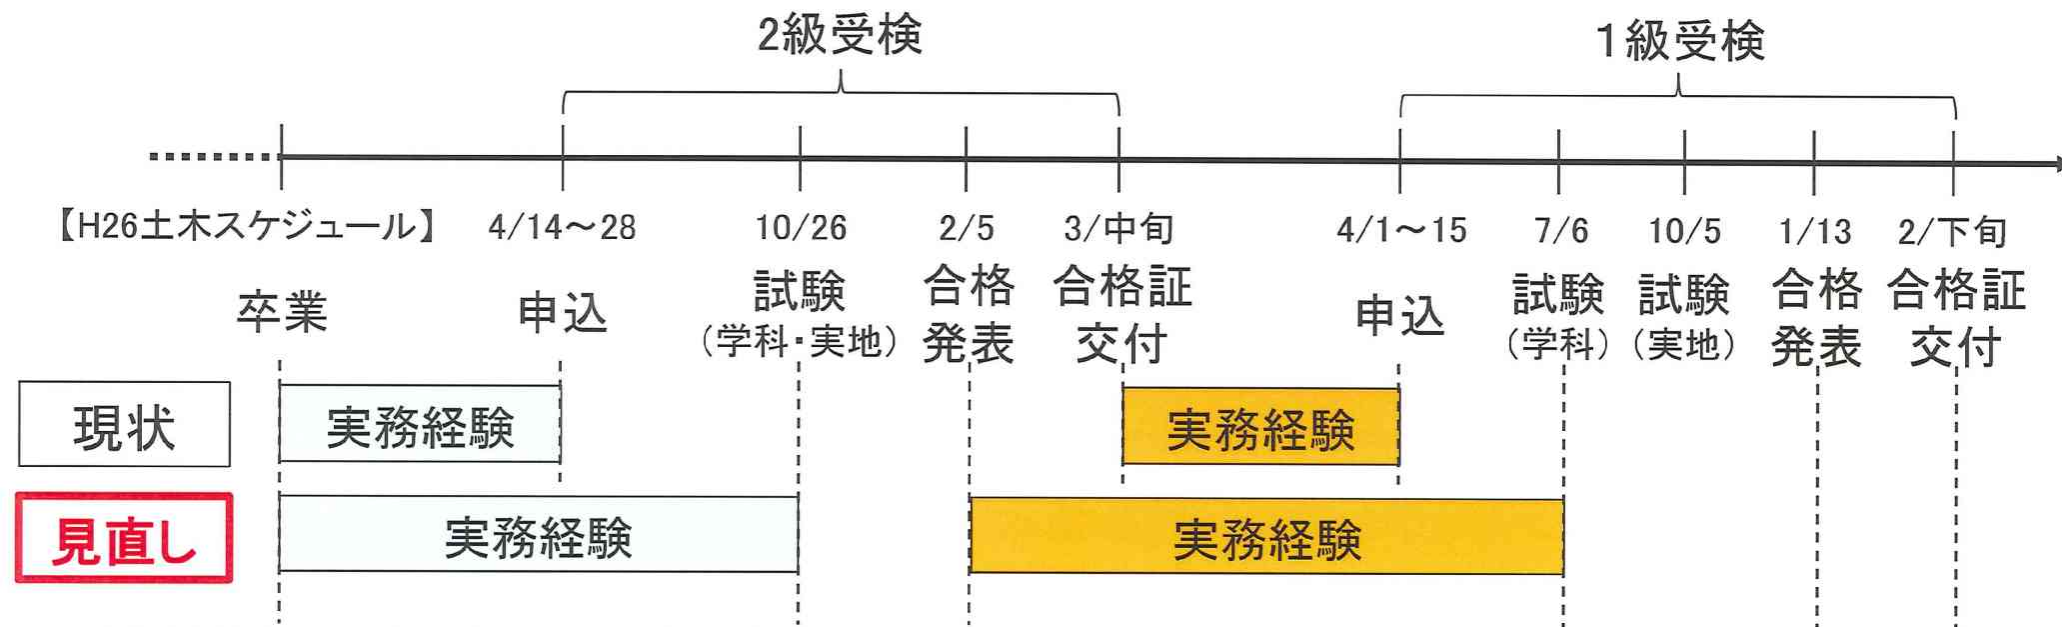 2級受検
1級受検
【H26土木スケジュール】 4/14～28 10/26 2/5 3/中旬 4/1～15 7/6 10/5 1/13 2/下旬
卒業
申込
試験
（学科・実地）
合格
発表
合格証
交付
申込
試験
（学科）
試験
（実地）
合格
発表
合格証
交付
現状
実務経験
実務経験
見直し
実務経験
実務経験